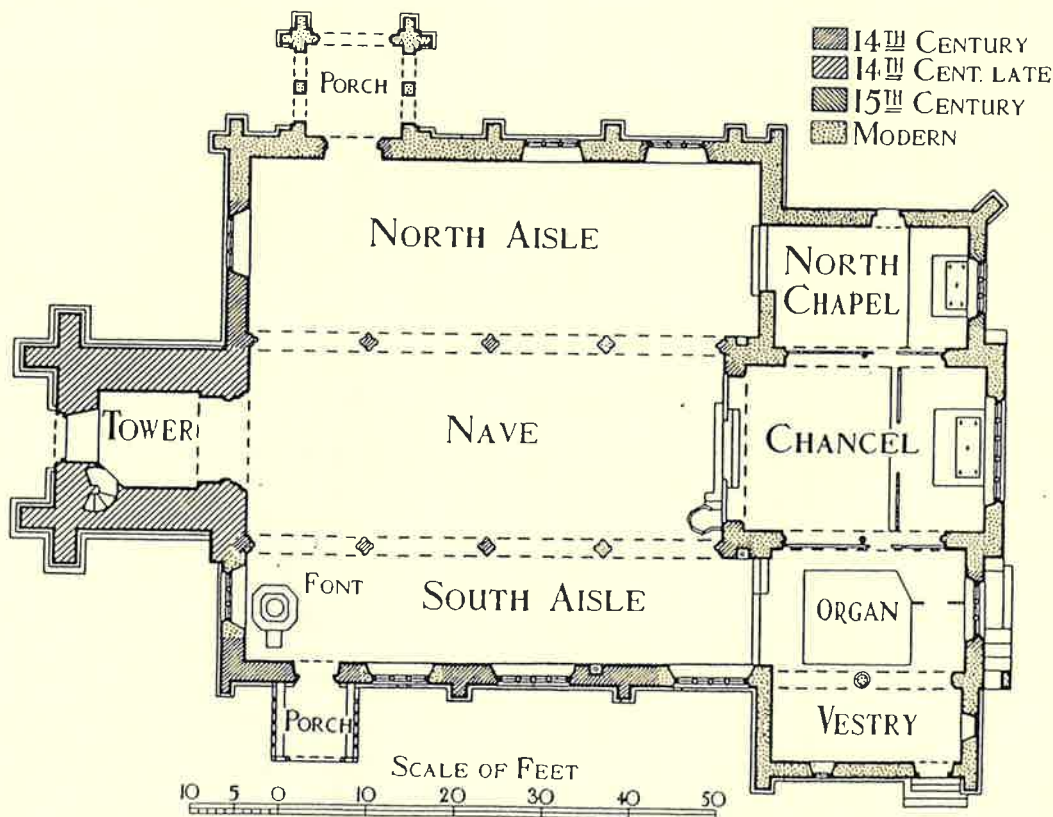 14TH CENTURY
14TH CENT. LATE
15TH CENTURY
MODERN
PORCH
NORTH AISLE
NORTH
CHAPEL
TOWER
NAVE
CHANCEL
FONT
SOUTH AISLE
ORGAN
PORCH
VESTRY
SCALE OF FEET
10 5 0 10 20 30 40 50